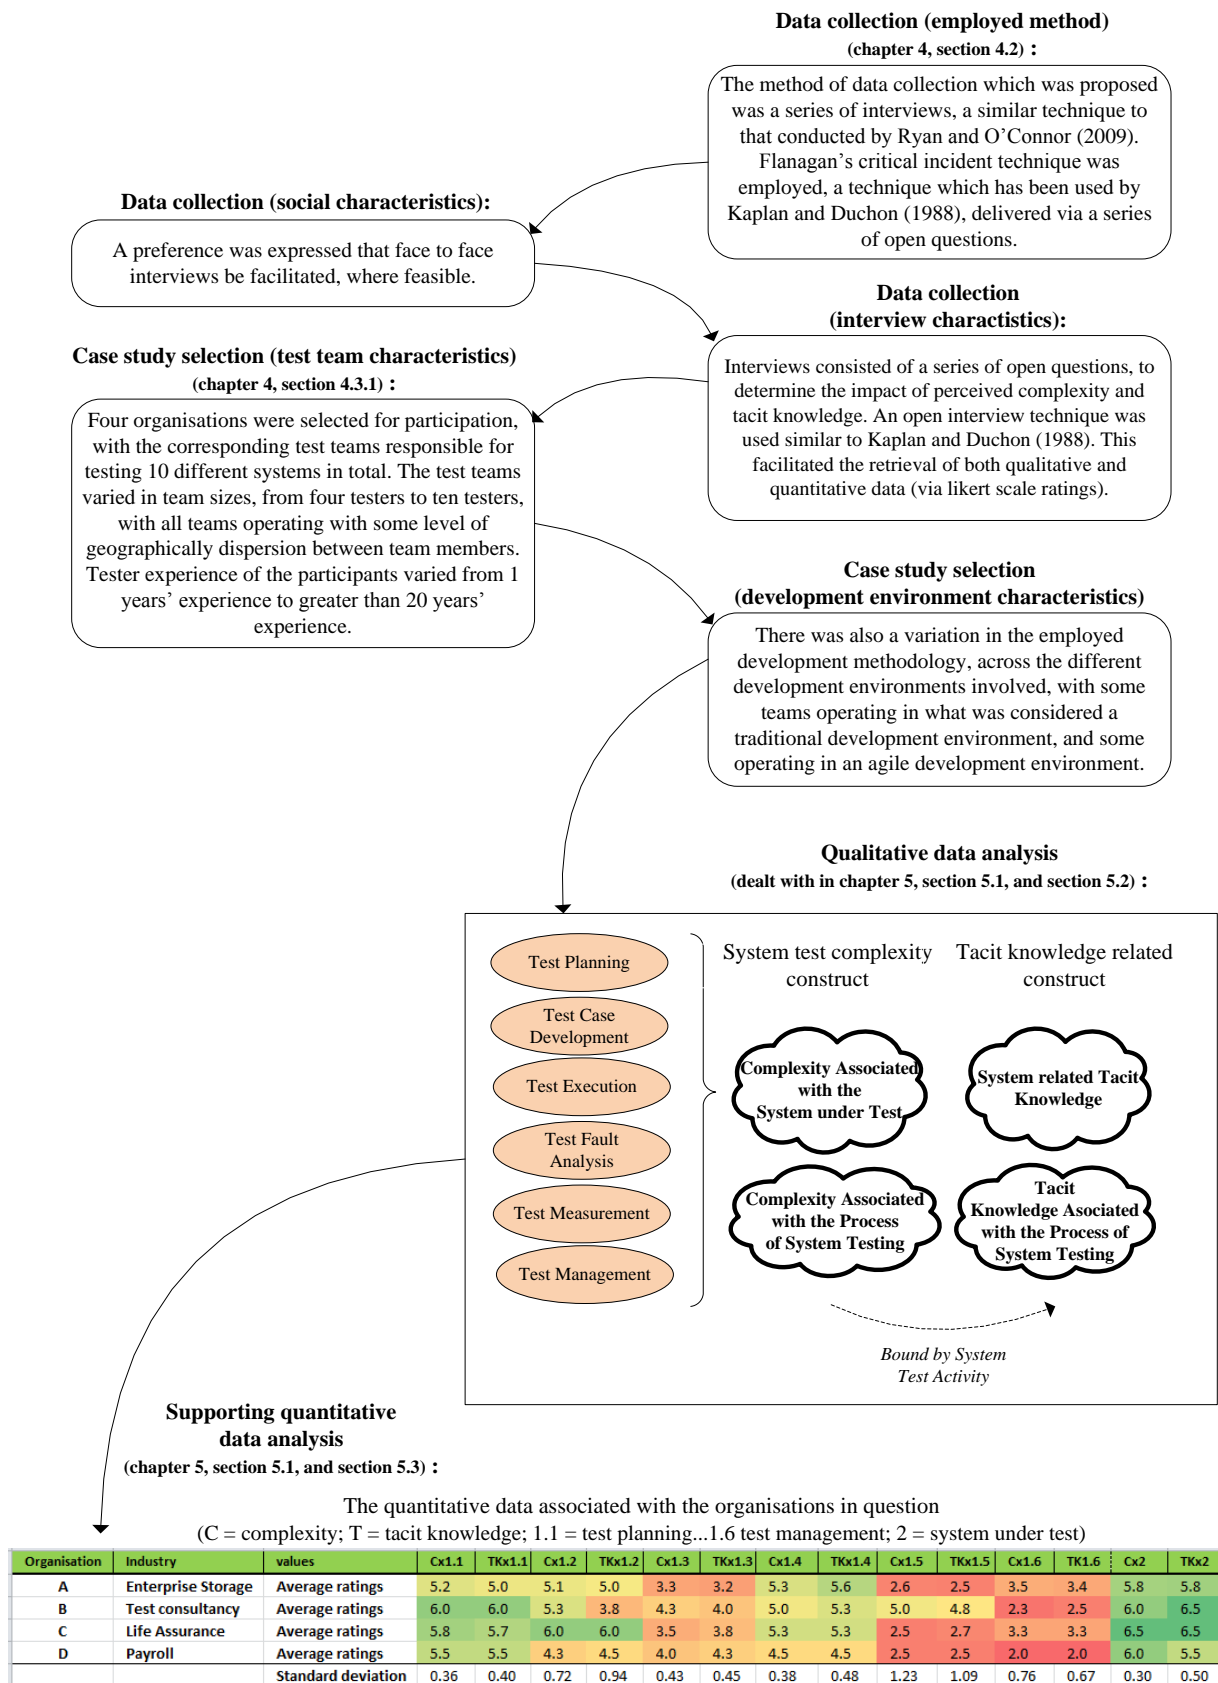 Data collection (employed method)
(chapter 4, section 4.2) :
The method of data collection which was proposed
was a series of interviews, a similar technique to
that conducted by Ryan and O’Connor (2009).
Flanagan’s critical incident technique was
employed, a technique which has been used by
Kaplan and Duchon (1988), delivered via a series
of open questions.
Data collection (social characteristics):
A preference was expressed that face to face
interviews be facilitated, where feasible.
Data collection
(interview charactistics):
Interviews consisted of a series of open questions, to
determine the impact of perceived complexity and
tacit knowledge. An open interview technique was
used similar to Kaplan and Duchon (1988). This
facilitated the retrieval of both qualitative and
quantitative data (via likert scale ratings).
Case study selection (test team characteristics)
(chapter 4, section 4.3.1) :
Four organisations were selected for participation,
with the corresponding test teams responsible for
testing 10 different systems in total. The test teams
varied in team sizes, from four testers to ten testers,
with all teams operating with some level of
geographically dispersion between team members.
Tester experience of the participants varied from 1
years’ experience to greater than 20 years’
experience.
Case study selection
(development environment characteristics)
There was also a variation in the employed
development methodology, across the different
development environments involved, with some
teams operating in what was considered a
traditional development environment, and some
operating in an agile development environment.
Qualitative data analysis
(dealt with in chapter 5, section 5.1, and section 5.2) :
Test Planning
Test Case
Development
Test Execution
Test Fault
Analysis
Test Measurement
Test Management
System test complexity
construct
Tacit knowledge related
construct
Complexity Associated
with the
System under Test
System related Tacit
Knowledge
Complexity Associated
with the Process
of System Testing
Tacit
Knowledge Asociated
with the Process of
System Testing
Bound by System
Test Activity
Supporting quantitative
data analysis
(chapter 5, section 5.1, and section 5.3) :
The quantitative data associated with the organisations in question
(C = complexity; T = tacit knowledge; 1.1 = test planning...1.6 test management; 2 = system under test)
Organisation Industry values Cx1.1 TKx1.1 Cx1.2 TKx1.2 Cx1.3 TKx1.3 Cx1.4 TKx1.4 Cx1.5 TKx1.5 Cx1.6 TK1.6 Cx2 TKx2
A Enterprise Storage Average ratings 5.2 5.0 5.1 5.0 3.3 3.2 5.3 5.6 2.6 2.5 3.5 3.4 5.8 5.8
B Test consultancy Average ratings 6.0 6.0 5.3 3.8 4.3 4.0 5.0 5.3 5.0 4.8 2.3 2.5 6.0 6.5
C Life Assurance Average ratings 5.8 5.7 6.0 6.0 3.5 3.8 5.3 5.3 2.5 2.7 3.3 3.3 6.5 6.5
D Payroll Average ratings 5.5 5.5 4.3 4.5 4.0 4.3 4.5 4.5 2.5 2.5 2.0 2.0 6.0 5.5
Standard deviation 0.36 0.40 0.72 0.94 0.43 0.45 0.38 0.48 1.23 1.09 0.76 0.67 0.30 0.50